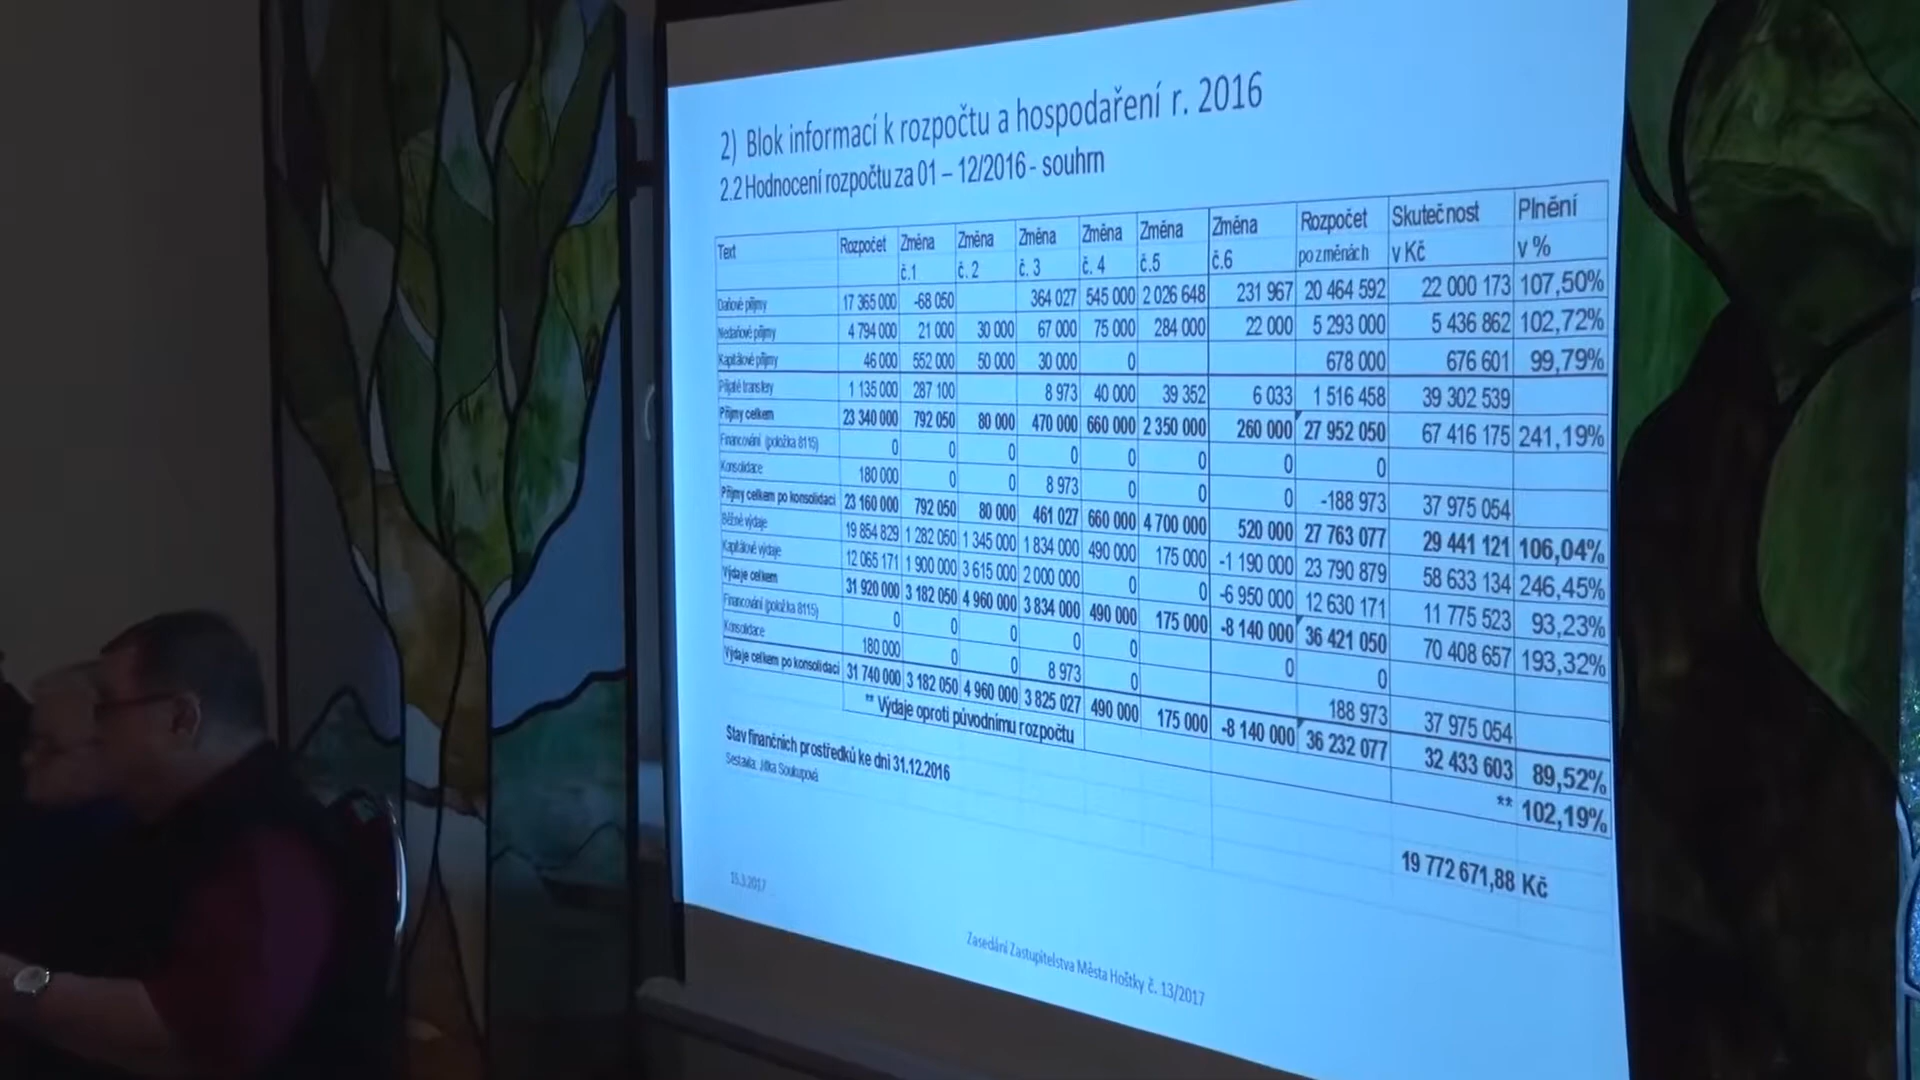 2) Blok informací k rozpočtu a hospodaření r. 2016
2.2 Hodnocení rozpočtu za 01 – 12/2016 - souhrn
Text Rozpočet Změna č.1 Změna č. 2 Změna č. 3 Změna č. 4 Změna č.5 Změna č.6 Rozpočet po změnách Skutečnost v Kč Plnění v %
Daňové příjmy 17 365 000 -68 050 364 027 545 000 2 026 648 231 967 20 464 592 22 000 173 107,50%
Nedaňové příjmy 4 794 000 21 000 30 000 67 000 75 000 284 000 22 000 5 293 000 5 436 862 102,72%
Kapitálové příjmy 46 000 552 000 50 000 30 000 0 678 000 676 601 99,79%
Přijaté transfery 1 135 000 287 100 8 973 40 000 39 352 6 033 1 516 458 39 302 539
Příjmy celkem 23 340 000 792 050 80 000 470 000 660 000 2 350 000 260 000 27 952 050 67 416 175 241,19%
Financování (položka 8115) 0 0 0 0 0 0 0 0
Konsolidace 180 000 0 0 8 973 0 0 0 -188 973 37 975 054
Příjmy celkem po konsolidaci 23 160 000 792 050 80 000 461 027 660 000 4 700 000 520 000 27 763 077 29 441 121 106,04%
Běžné výdaje 19 854 829 1 282 050 1 345 000 1 834 000 490 000 175 000 -1 190 000 23 790 879 58 633 134 246,45%
Kapitálové výdaje 12 065 171 1 900 000 3 615 000 2 000 000 0 0 -6 950 000 12 630 171 11 775 523 93,23%
Výdaje celkem 31 920 000 3 182 050 4 960 000 3 834 000 490 000 175 000 -8 140 000 36 421 050 70 408 657 193,32%
Financování (položka 8115) 0 0 0 0 0 0 0
Konsolidace 180 000 0 0 8 973 0 188 973 37 975 054
Výdaje celkem po konsolidaci 31 740 000 3 182 050 4 960 000 3 825 027 490 000 175 000 -8 140 000 36 232 077 32 433 603 89,52%
** Výdaje oproti původnímu rozpočtu ** 102,19%
Stav finančních prostředků ke dni 31.12.2016 19 772 671,88 Kč
Sestavila: Jitka Soukupová
15.3.2017
Zasedání Zastupitelstva Města Hoštky č. 13/2017